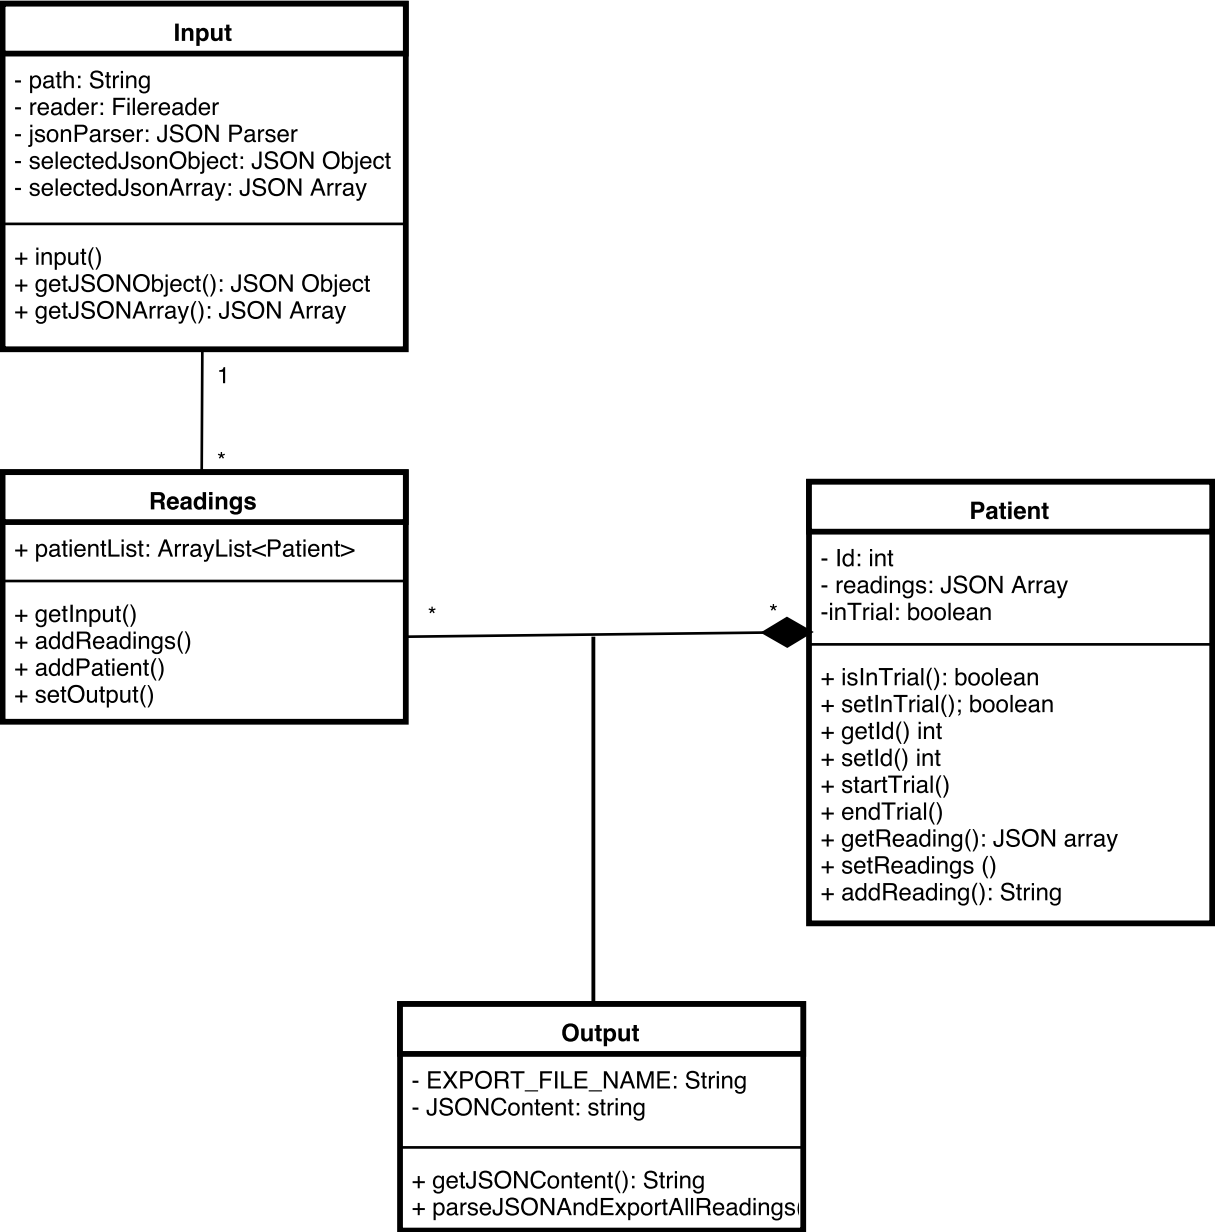 Input
- path: String
- reader: Filereader
- jsonParser: JSON Parser
- selectedJsonObject: JSON Object
- selectedJsonArray: JSON Array
+ input()
+ getJSONObject(): JSON Object
+ getJSONArray(): JSON Array
1
*
Readings
+ patientList: ArrayList<Patient>
+ getInput()
+ addReadings()
+ addPatient()
+ setOutput()
*
*
Patient
- Id: int
- readings: JSON Array
-inTrial: boolean
+ isInTrial(): boolean
+ setInTrial(); boolean
+ getId() int
+ setId() int
+ startTrial()
+ endTrial()
+ getReading(): JSON array
+ setReadings ()
+ addReading(): String
Output
- EXPORT_FILE_NAME: String
- JSONContent: string
+ getJSONContent(): String
+ parseJSONAndExportAllReadings(